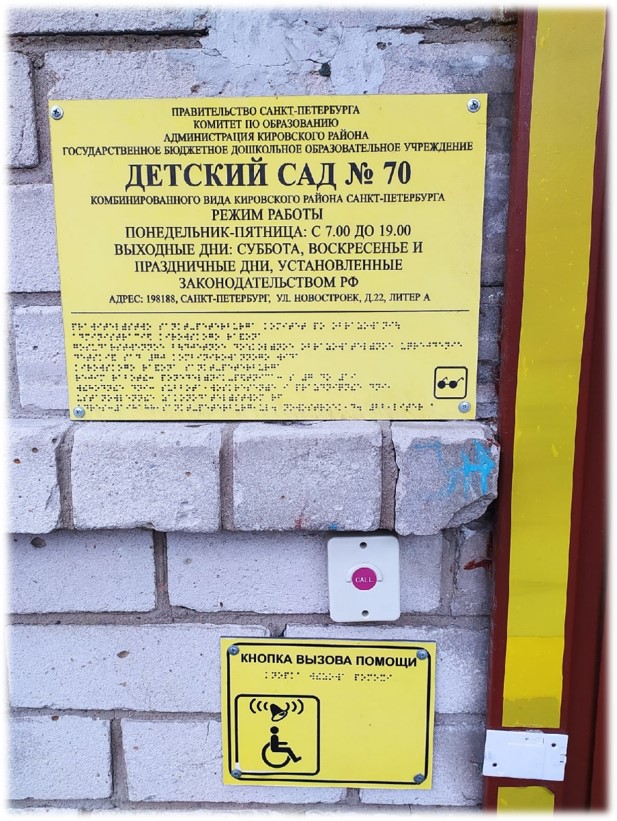 ПРАВИТЕЛЬСТВО САНКТ-ПЕТЕРБУРГА
КОМИТЕТ ПО ОБРАЗОВАНИЮ
АДМИНИСТРАЦИЯ КИРОВСКОГО РАЙОНА
ГОСУДАРСТВЕННОЕ БЮДЖЕТНОЕ ДОШКОЛЬНОЕ ОБРАЗОВАТЕЛЬНОЕ УЧРЕЖДЕНИЕ
ДЕТСКИЙ САД № 70
КОМБИНИРОВАННОГО ВИДА КИРОВСКОГО РАЙОНА САНКТ-ПЕТЕРБУРГА
РЕЖИМ РАБОТЫ
ПОНЕДЕЛЬНИК-ПЯТНИЦА: С 7.00 ДО 19.00
ВЫХОДНЫЕ ДНИ: СУББОТА, ВОСКРЕСЕНЬЕ И
ПРАЗДНИЧНЫЕ ДНИ, УСТАНОВЛЕННЫЕ
ЗАКОНОДАТЕЛЬСТВОМ РФ
АДРЕС: 198188, САНКТ-ПЕТЕРБУРГ, УЛ. НОВОСТРОЕК, Д.22, ЛИТЕР А
CALL
КНОПКА ВЫЗОВА ПОМОЩИ